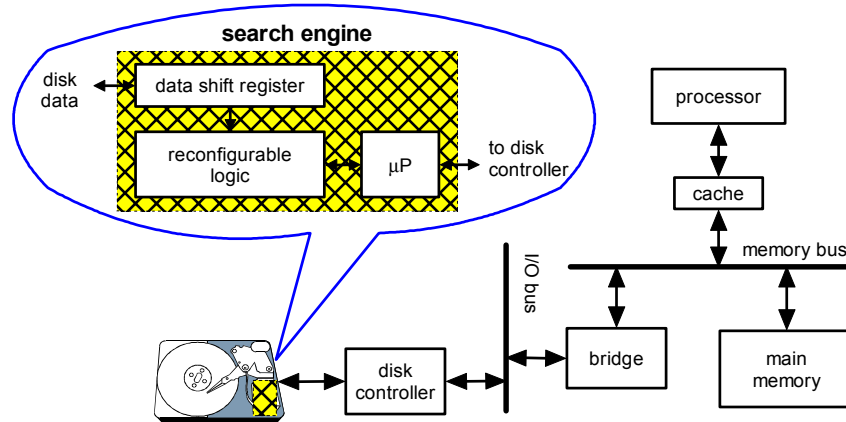 search engine
disk
data
data shift register
reconfigurable
logic
μP
to disk
controller
processor
cache
memory bus
I/O bus
disk
controller
bridge
main
memory